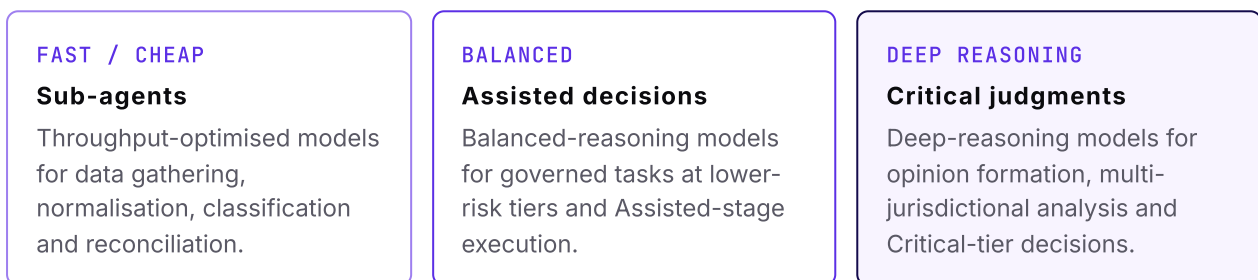 FAST / CHEAP
Sub-agents
Throughput-optimised models
for data gathering,
normalisation, classification
and reconciliation.
BALANCED
Assisted decisions
Balanced-reasoning models
for governed tasks at lower-
risk tiers and Assisted-stage
execution.
DEEP REASONING
Critical judgments
Deep-reasoning models for
opinion formation, multi-
jurisdictional analysis and
Critical-tier decisions.